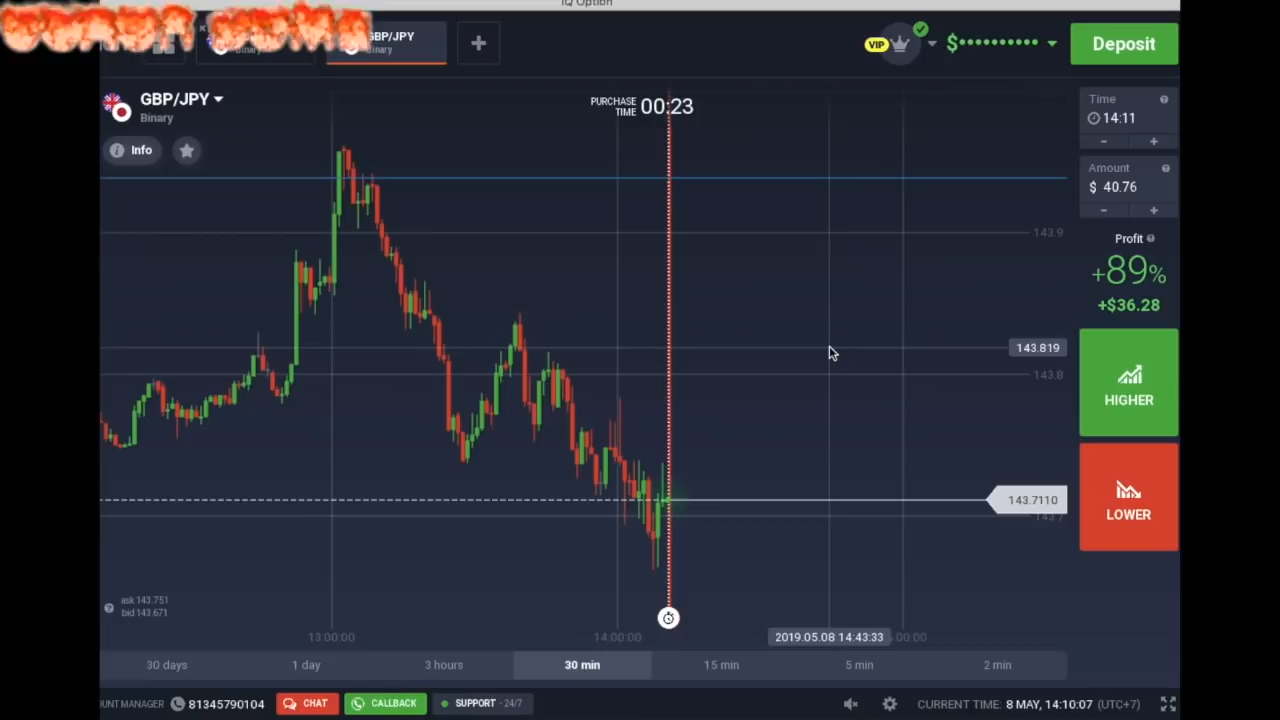 IQ Option
GBP/JPY
Binary
VIP
$••••••••••
Deposit
GBP/JPY
Binary
Info
PURCHASE TIME 00:23
Time
14:11
Amount
$ 40.76
Profit
+89%
+$36.28
HIGHER
LOWER
143.9
143.819
143.8
143.7110
143.7
ask 143.751
bid 143.671
13:00:00
14:00:00
2019.05.08 14:43:33
00:00
30 days
1 day
3 hours
30 min
15 min
5 min
2 min
UNT MANAGER
81345790104
CHAT
CALLBACK
SUPPORT - 24/7
CURRENT TIME: 8 MAY, 14:10:07 (UTC+7)